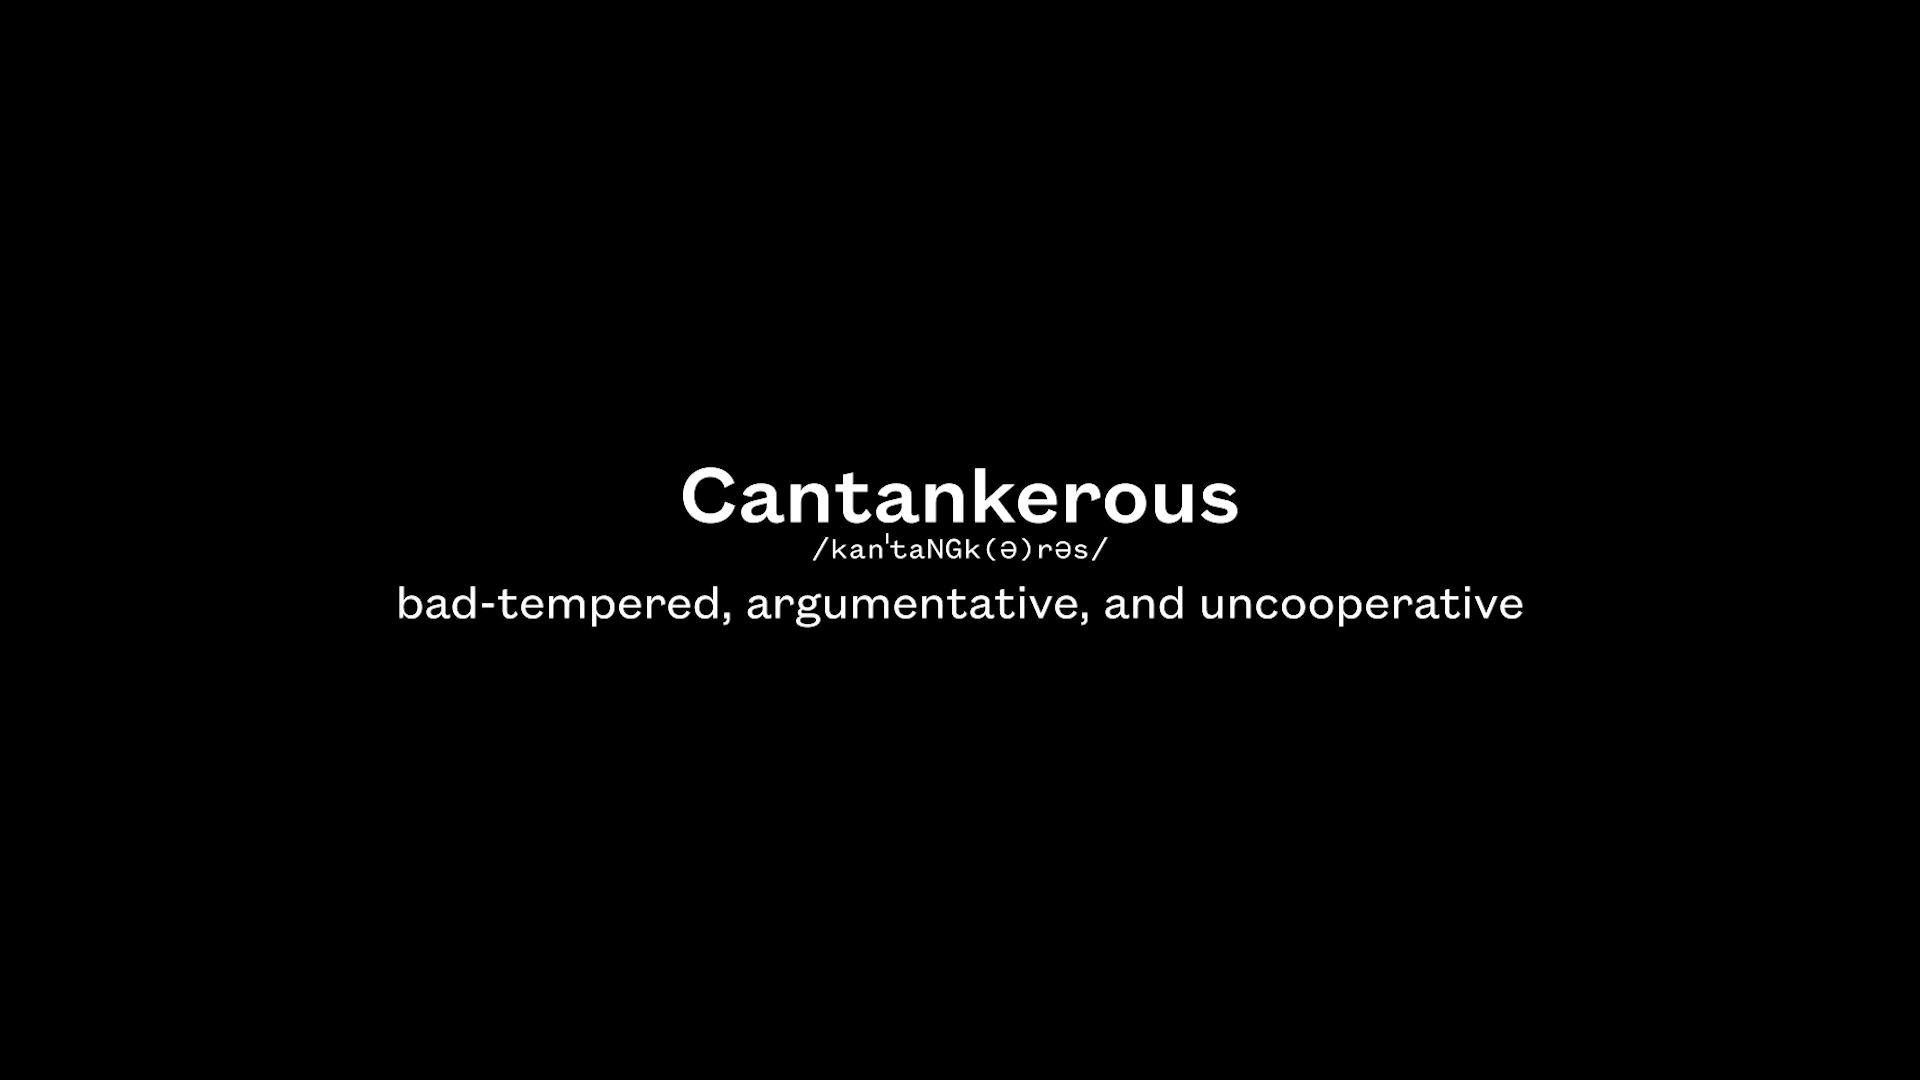 Cantankerous
/kanˈtaNGk(ə)rəs/
bad-tempered, argumentative, and uncooperative